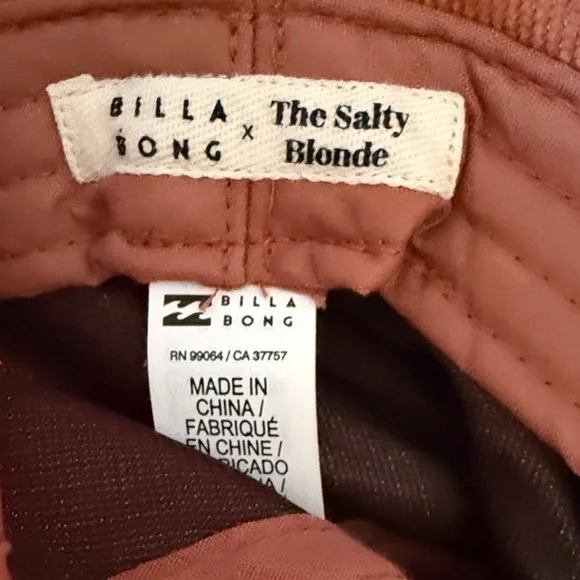 BILLA
BONG
x
The Salty
Blonde
BILLA
BONG
RN 99064 / CA 37757
MADE IN
CHINA /
FABRIQUÉ
EN CHINE /